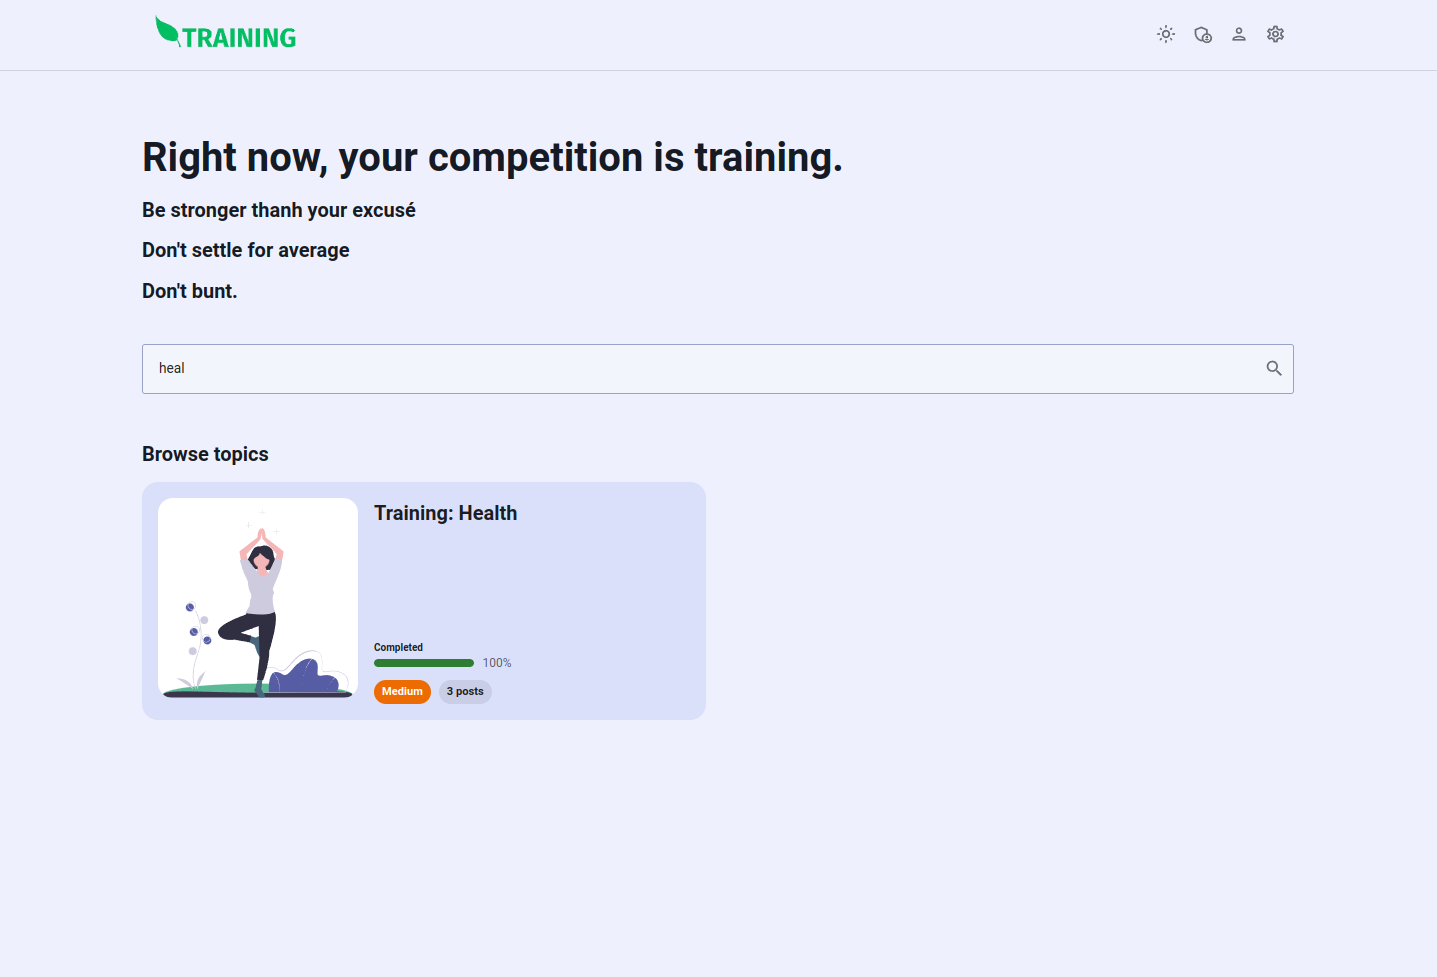 TRAINING
Right now, your competition is training.
Be stronger thanh your excusé
Don't settle for average
Don't bunt.
heal
Browse topics
Training: Health
Completed
100%
Medium 3 posts